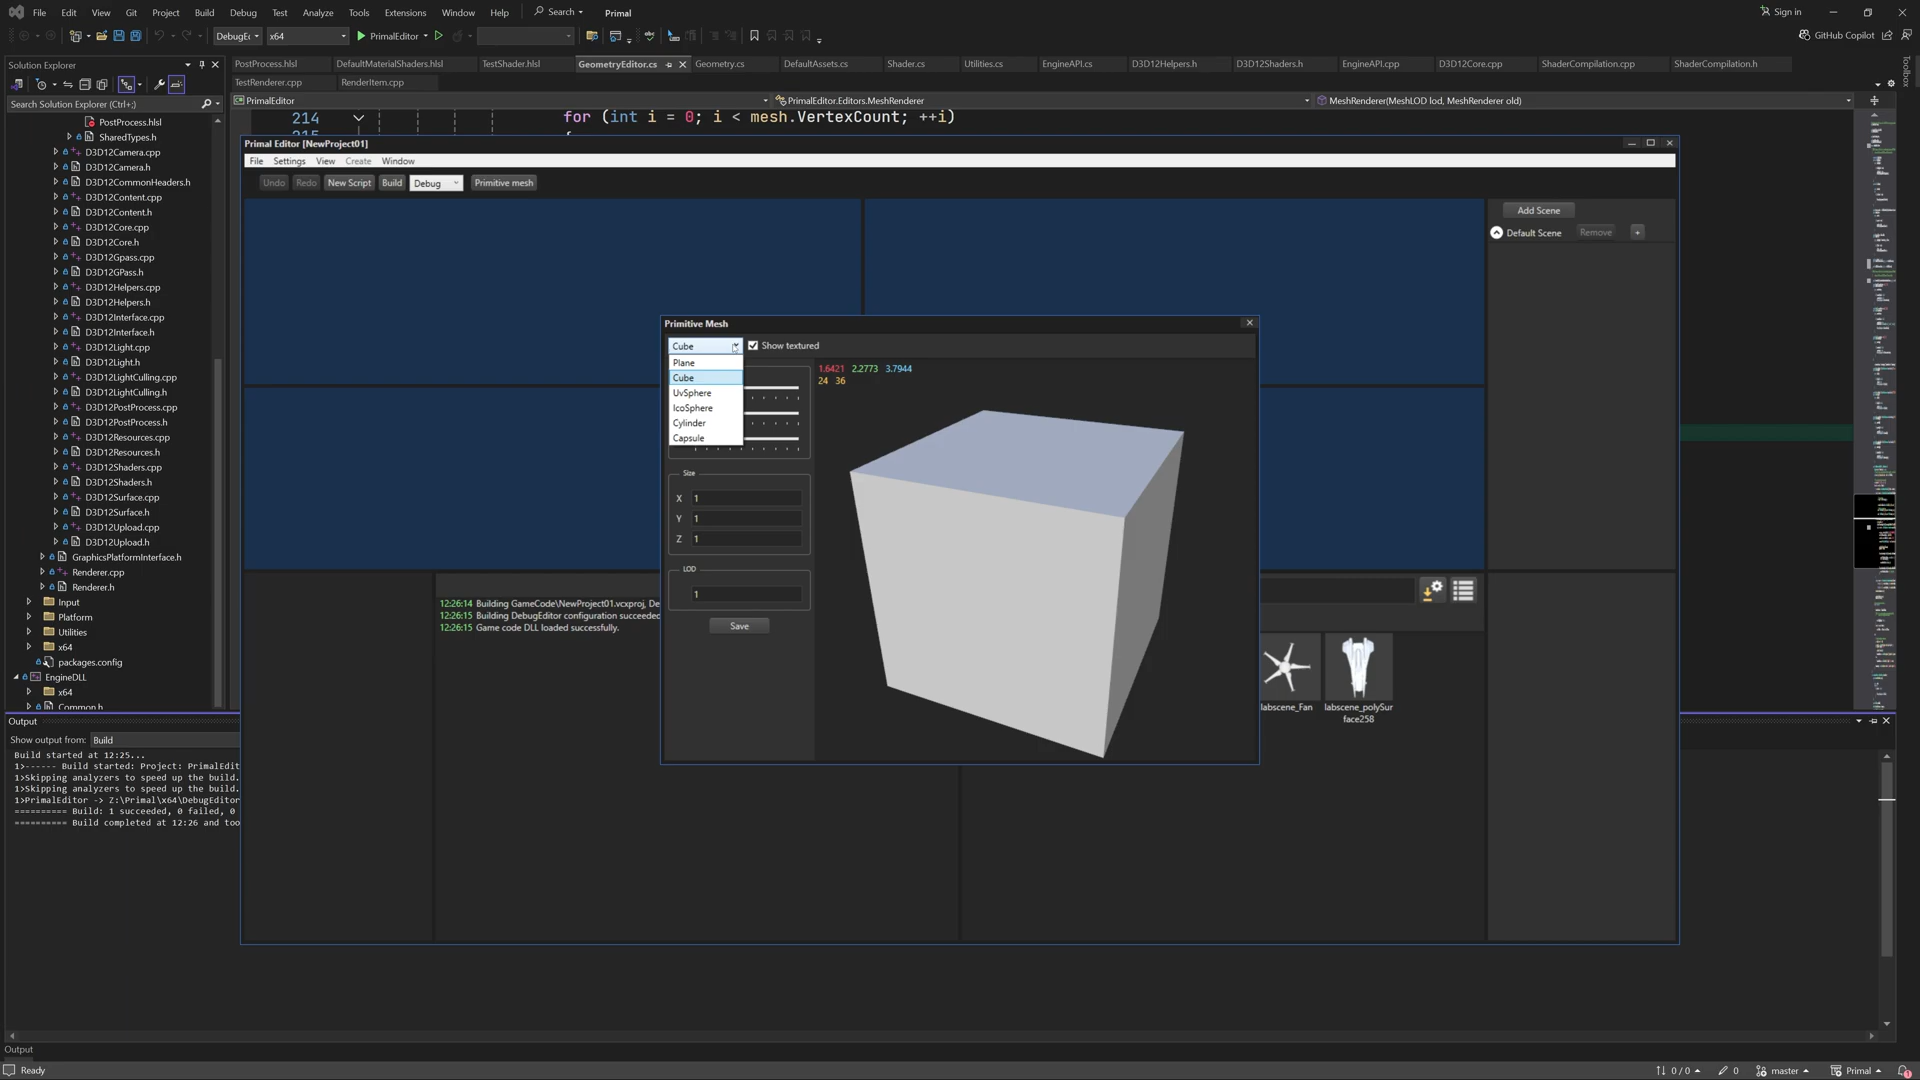 File Edit View Git Project Build Debug Test Analyze Tools Extensions Window Help Search Primal Sign in
DebugEc x64 PrimalEditor GitHub Copilot
Solution Explorer
Search Solution Explorer (Ctrl+;)
PostProcess.hlsl DefaultMaterialShaders.hlsl TestShader.hlsl GeometryEditor.cs Geometry.cs DefaultAssets.cs Shader.cs Utilities.cs EngineAPI.cs D3D12Helpers.h D3D12Shaders.h EngineAPI.cpp D3D12Core.cpp ShaderCompilation.cpp ShaderCompilation.h
TestRenderer.cpp RenderItem.cpp
Toolbox
PrimalEditor PrimalEditor.Editors.MeshRenderer MeshRenderer(MeshLOD lod, MeshRenderer old)
214 for (int i = 0; i < mesh.VertexCount; ++i)
PostProcess.hlsl
SharedTypes.h
D3D12Camera.cpp
D3D12Camera.h
D3D12CommonHeaders.h
D3D12Content.cpp
D3D12Content.h
D3D12Core.cpp
D3D12Core.h
D3D12Gpass.cpp
D3D12GPass.h
D3D12Helpers.cpp
D3D12Helpers.h
D3D12Interface.cpp
D3D12Interface.h
D3D12Light.cpp
D3D12Light.h
D3D12LightCulling.cpp
D3D12LightCulling.h
D3D12PostProcess.cpp
D3D12PostProcess.h
D3D12Resources.cpp
D3D12Resources.h
D3D12Shaders.cpp
D3D12Shaders.h
D3D12Surface.cpp
D3D12Surface.h
D3D12Upload.cpp
D3D12Upload.h
GraphicsPlatformInterface.h
Renderer.cpp
Renderer.h
Input
Platform
Utilities
x64
packages.config
EngineDLL
x64
Common.h
Primal Editor [NewProject01]
File Settings View Create Window
Undo Redo New Script Build Debug Primitive mesh
Add Scene
Default Scene Remove +
Primitive Mesh
Cube Show textured
Plane
Cube
UvSphere
IcoSphere
Cylinder
Capsule
1.6421 2.2773 3.7944
24 36
Size
X 1
Y 1
Z 1
LOD
1
Save
12:26:14 Building GameCode\NewProject01.vcxproj, De
12:26:15 Building DebugEditor configuration succeeded
12:26:15 Game code DLL loaded successfully.
labscene_Fan labscene_polySur
face258
Output
Show output from: Build
Build started at 12:25...
1>------ Build started: Project: PrimalEdit
1>Skipping analyzers to speed up the build.
1>Skipping analyzers to speed up the build.
1>PrimalEditor -> Z:\Primal\x64\DebugEditor
========== Build: 1 succeeded, 0 failed, 0
========== Build completed at 12:26 and too
Output
Ready 0 / 0 0 master Primal